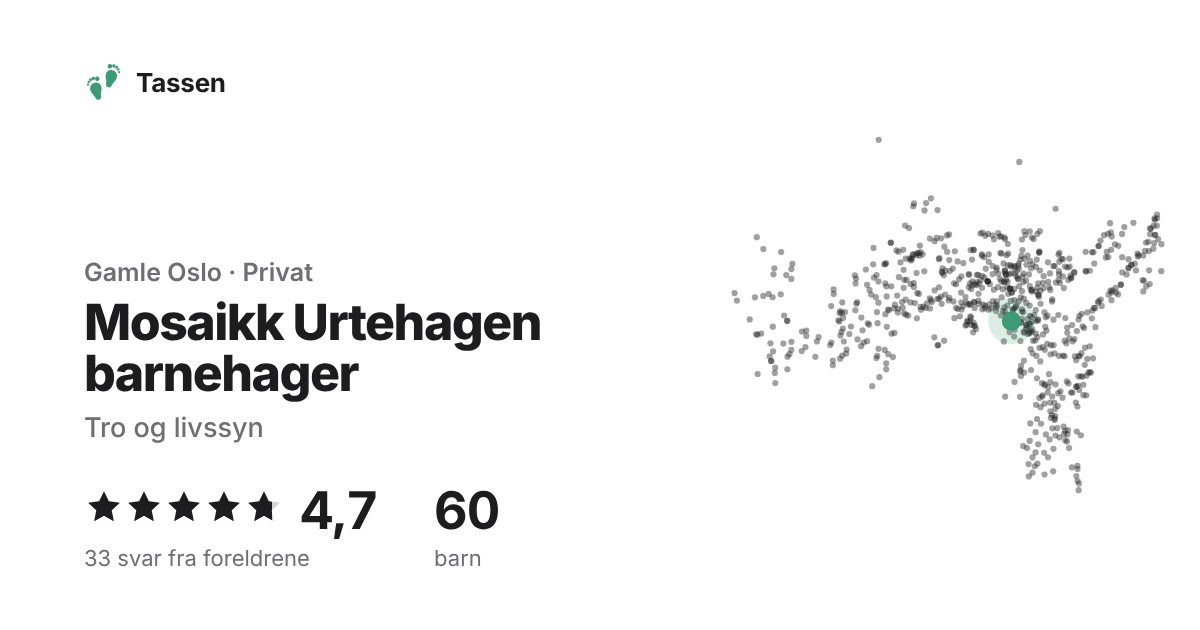 Tassen
Gamle Oslo · Privat
Mosaikk Urtehagen
barnehager
Tro og livssyn
4,7
33 svar fra foreldrene
60
barn